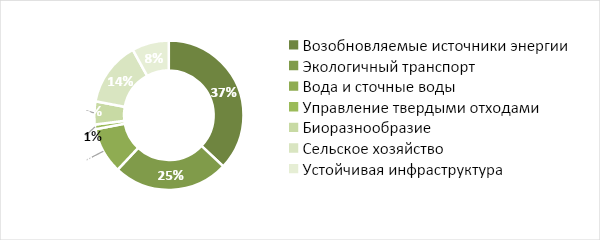 8%
14%
37%
%
1%
25%
Возобновляемые источники энергии
Экологичный транспорт
Вода и сточные воды
Управление твердыми отходами
Биоразнообразие
Сельское хозяйство
Устойчивая инфраструктура